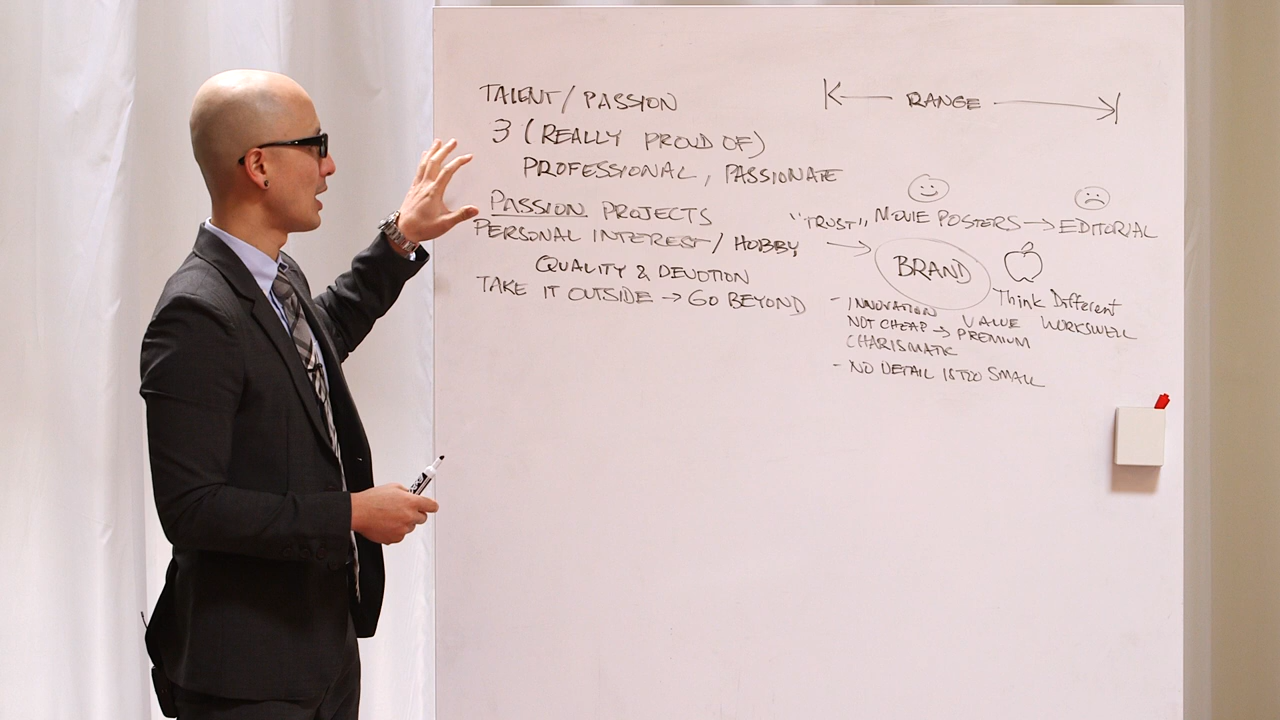 TALENT / PASSION
3 (REALLY PROUD OF)
PROFESSIONAL, PASSIONATE
PASSION PROJECTS
PERSONAL INTEREST / HOBBY
QUALITY & DEVOTION
TAKE IT OUTSIDE → GO BEYOND
RANGE
"TRUST" MOVIE POSTERS → EDITORIAL
BRAND
Think Different
- INNOVATION
VALUE WORKS WELL
NOT CHEAP → PREMIUM
CHARISMATIC
- NO DETAIL IS TOO SMALL